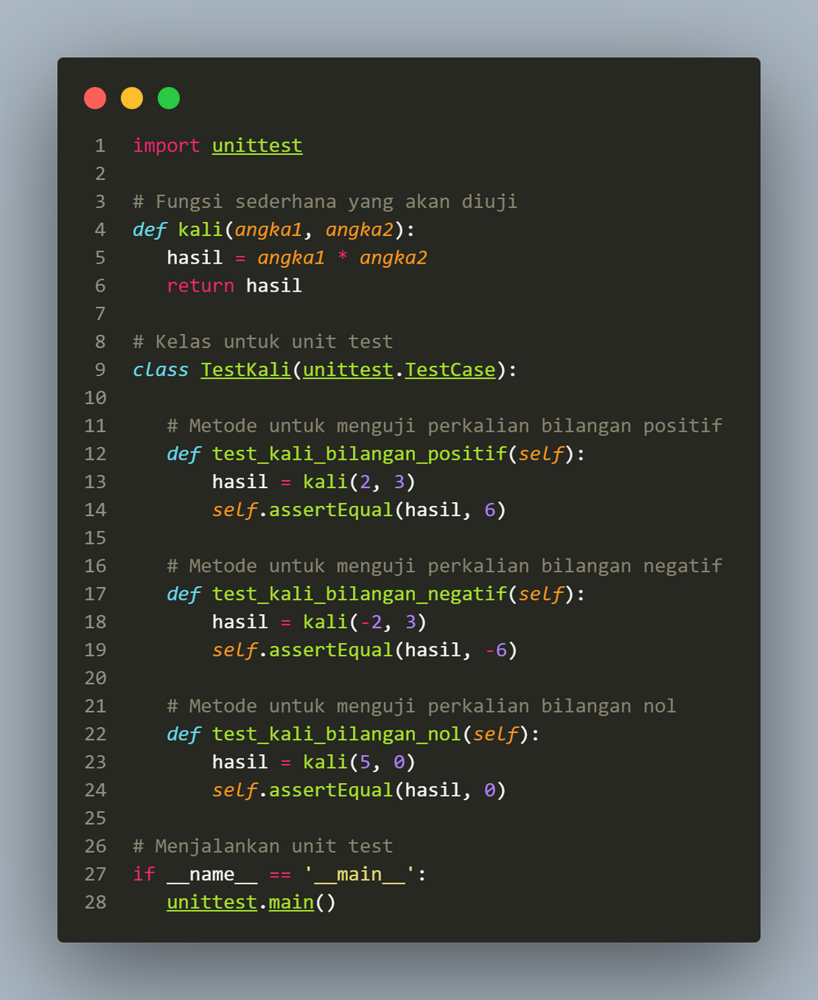 1 import unittest
2
3 # Fungsi sederhana yang akan diuji
4 def kali(angka1, angka2):
5    hasil = angka1 * angka2
6    return hasil
7
8 # Kelas untuk unit test
9 class TestKali(unittest.TestCase):
10
11    # Metode untuk menguji perkalian bilangan positif
12    def test_kali_bilangan_positif(self):
13        hasil = kali(2, 3)
14        self.assertEqual(hasil, 6)
15
16    # Metode untuk menguji perkalian bilangan negatif
17    def test_kali_bilangan_negatif(self):
18        hasil = kali(-2, 3)
19        self.assertEqual(hasil, -6)
20
21    # Metode untuk menguji perkalian bilangan nol
22    def test_kali_bilangan_nol(self):
23        hasil = kali(5, 0)
24        self.assertEqual(hasil, 0)
25
26 # Menjalankan unit test
27 if __name__ == '__main__':
28    unittest.main()